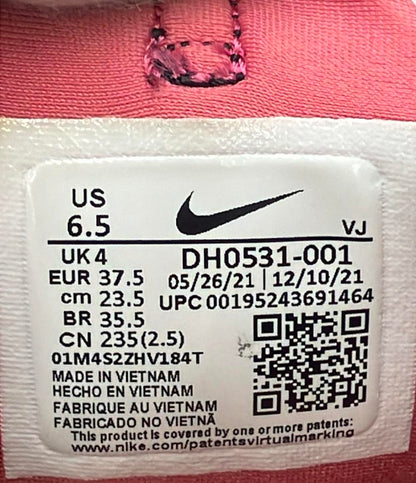 US
6.5
VJ
UK 4
EUR 37.5
cm 23.5
BR 35.5
CN 235(2.5)
DH0531-001
05/26/21 | 12/10/21
UPC 00195243691464
01M4S2ZHV184T
MADE IN VIETNAM
HECHO EN VIETNAM
FABRIQUE AU VIETNAM
FABRICADO NO VIETNÃ
This product is covered by one or more patents:
www.nike.com/patentsvirtualmarking